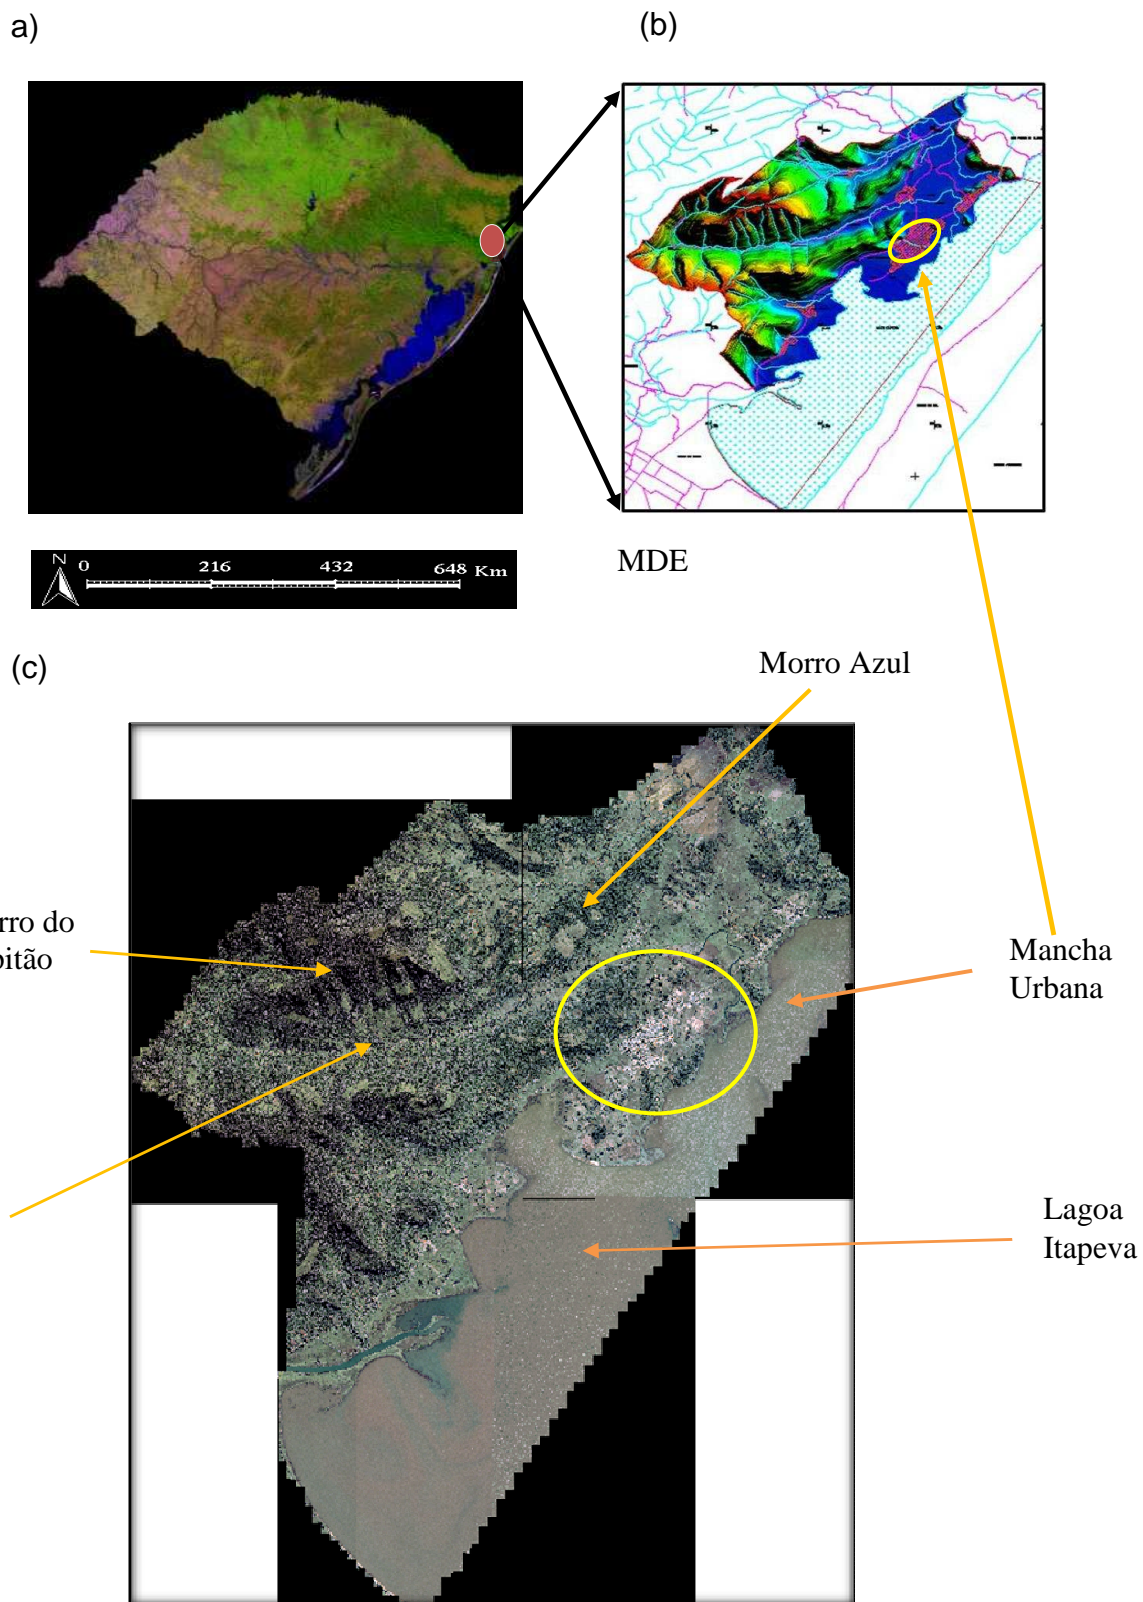 a)
(b)
N
0 216 432 648 Km
MDE
(c)
Morro Azul
rro do
pitão
Mancha
Urbana
Lagoa
Itapeva